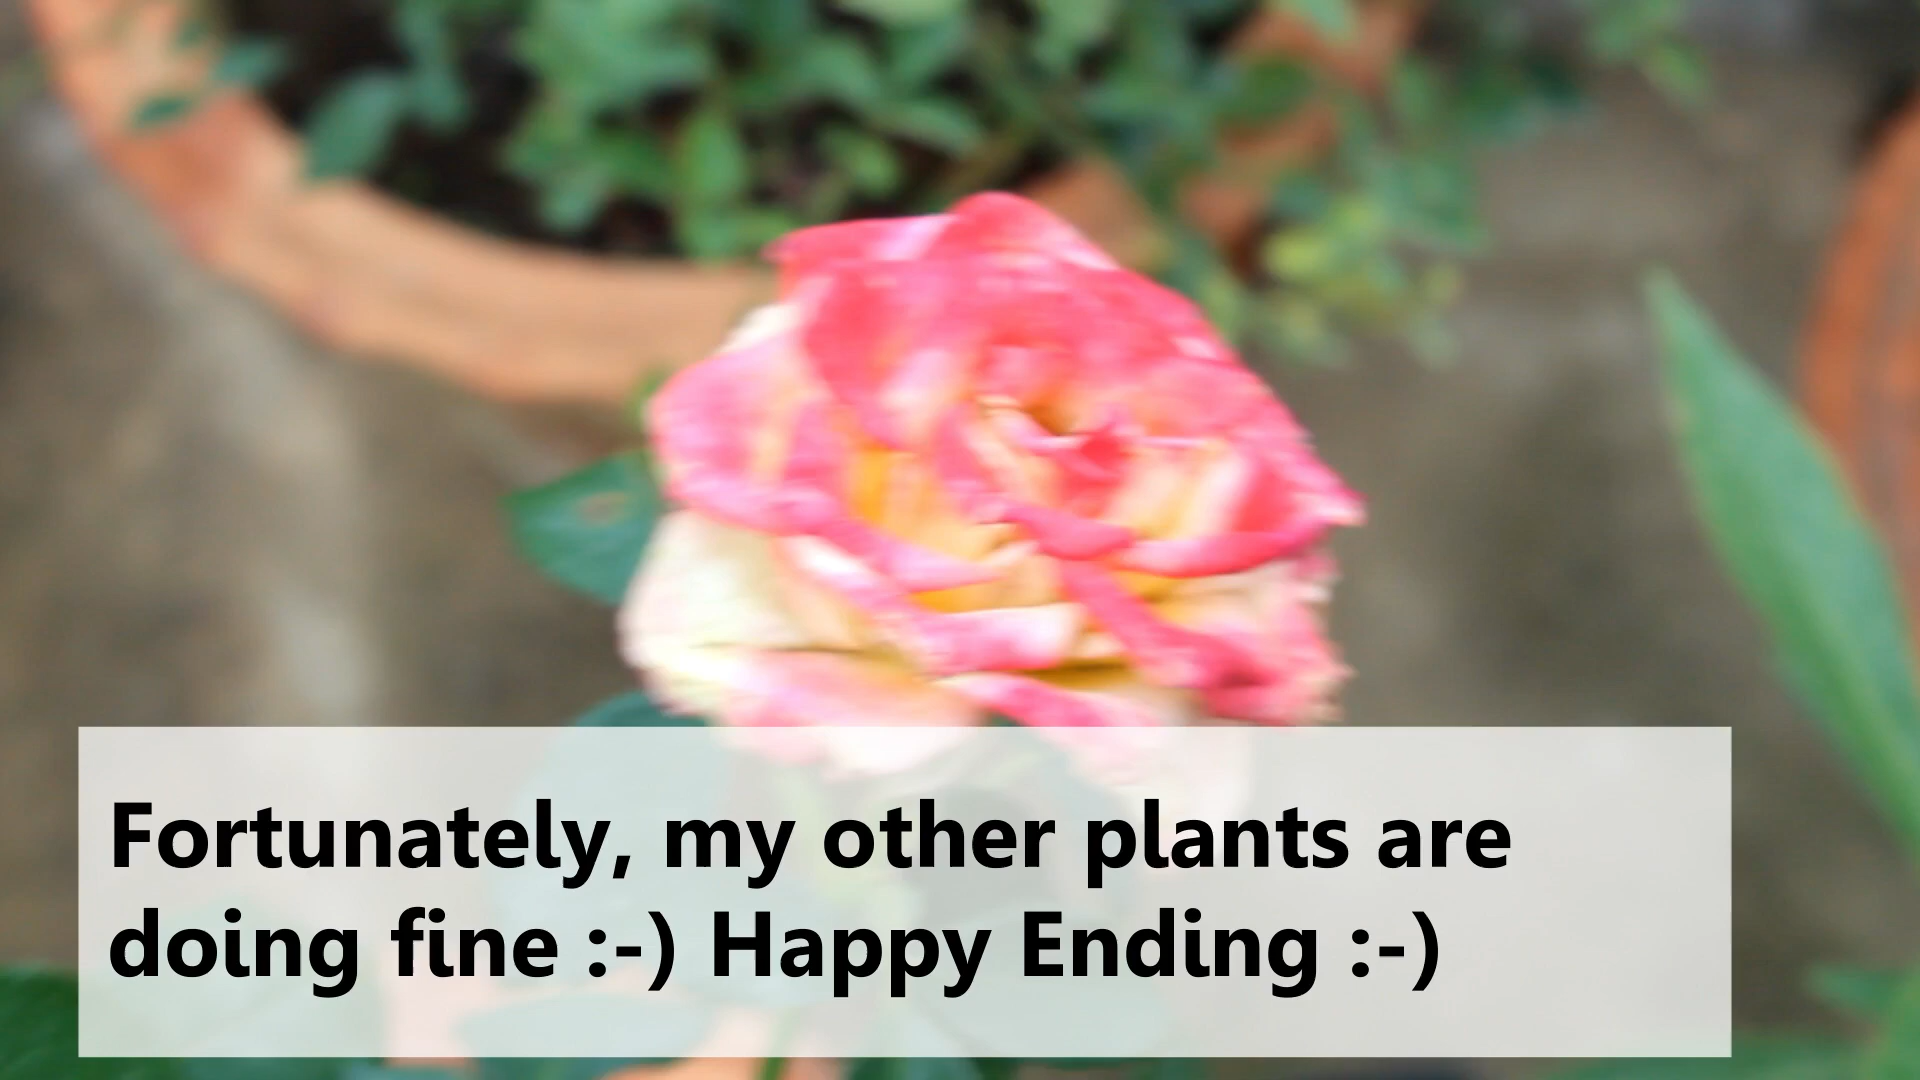 Fortunately, my other plants are
doing fine :-) Happy Ending :-)